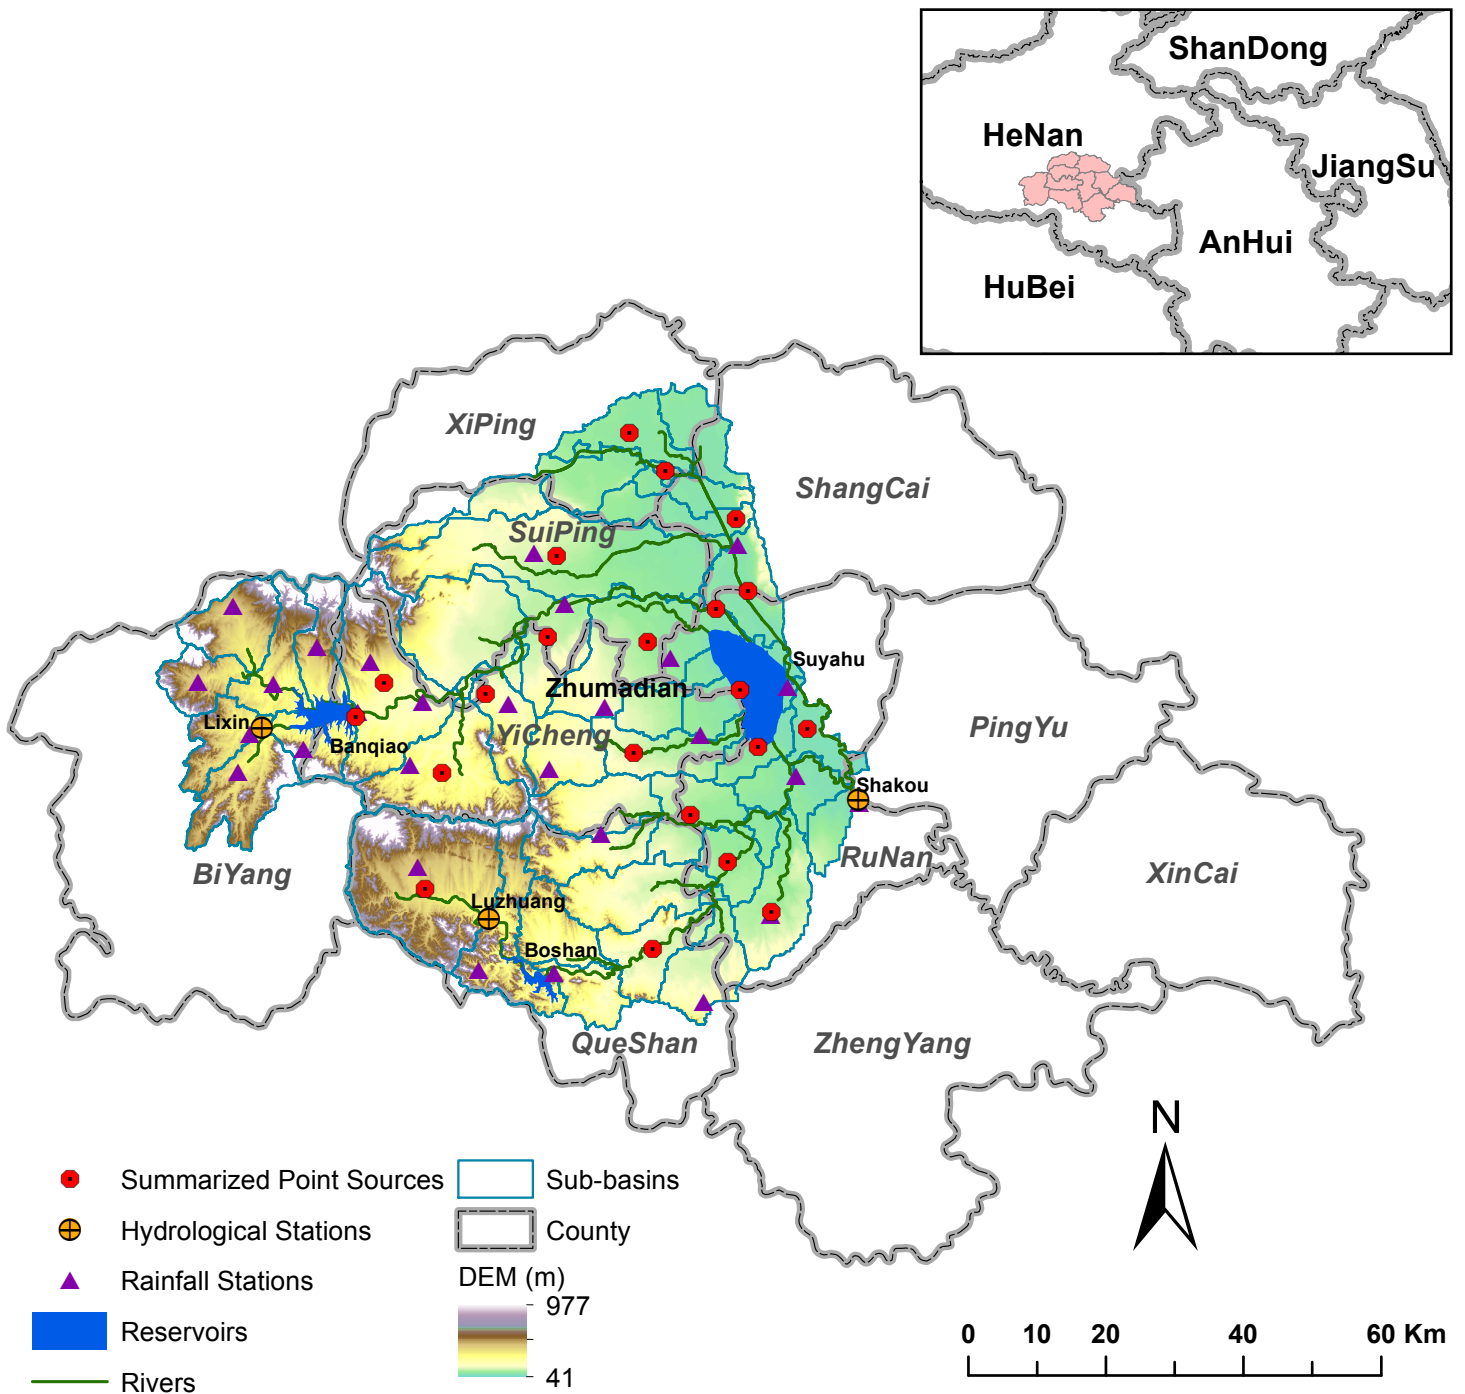 ShanDong
HeNan
JiangSu
AnHui
HuBei
XiPing
ShangCai
SuiPing
Suyahu
Zhumadian
Lixin
Banqiao
YiCheng
PingYu
Shakou
RuNan
BiYang
XinCai
Luzhuang
Boshan
QueShan
ZhengYang
N
Summarized Point Sources
Hydrological Stations
Rainfall Stations
Reservoirs
Rivers
Sub-basins
County
DEM (m)
977
41
0 10 20 40 60 Km